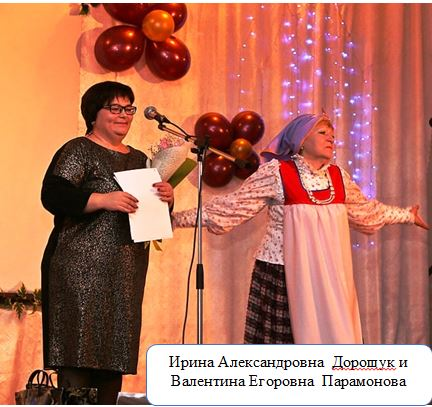 Ирина Александровна Дорощук и
Валентина Егоровна Парамонова